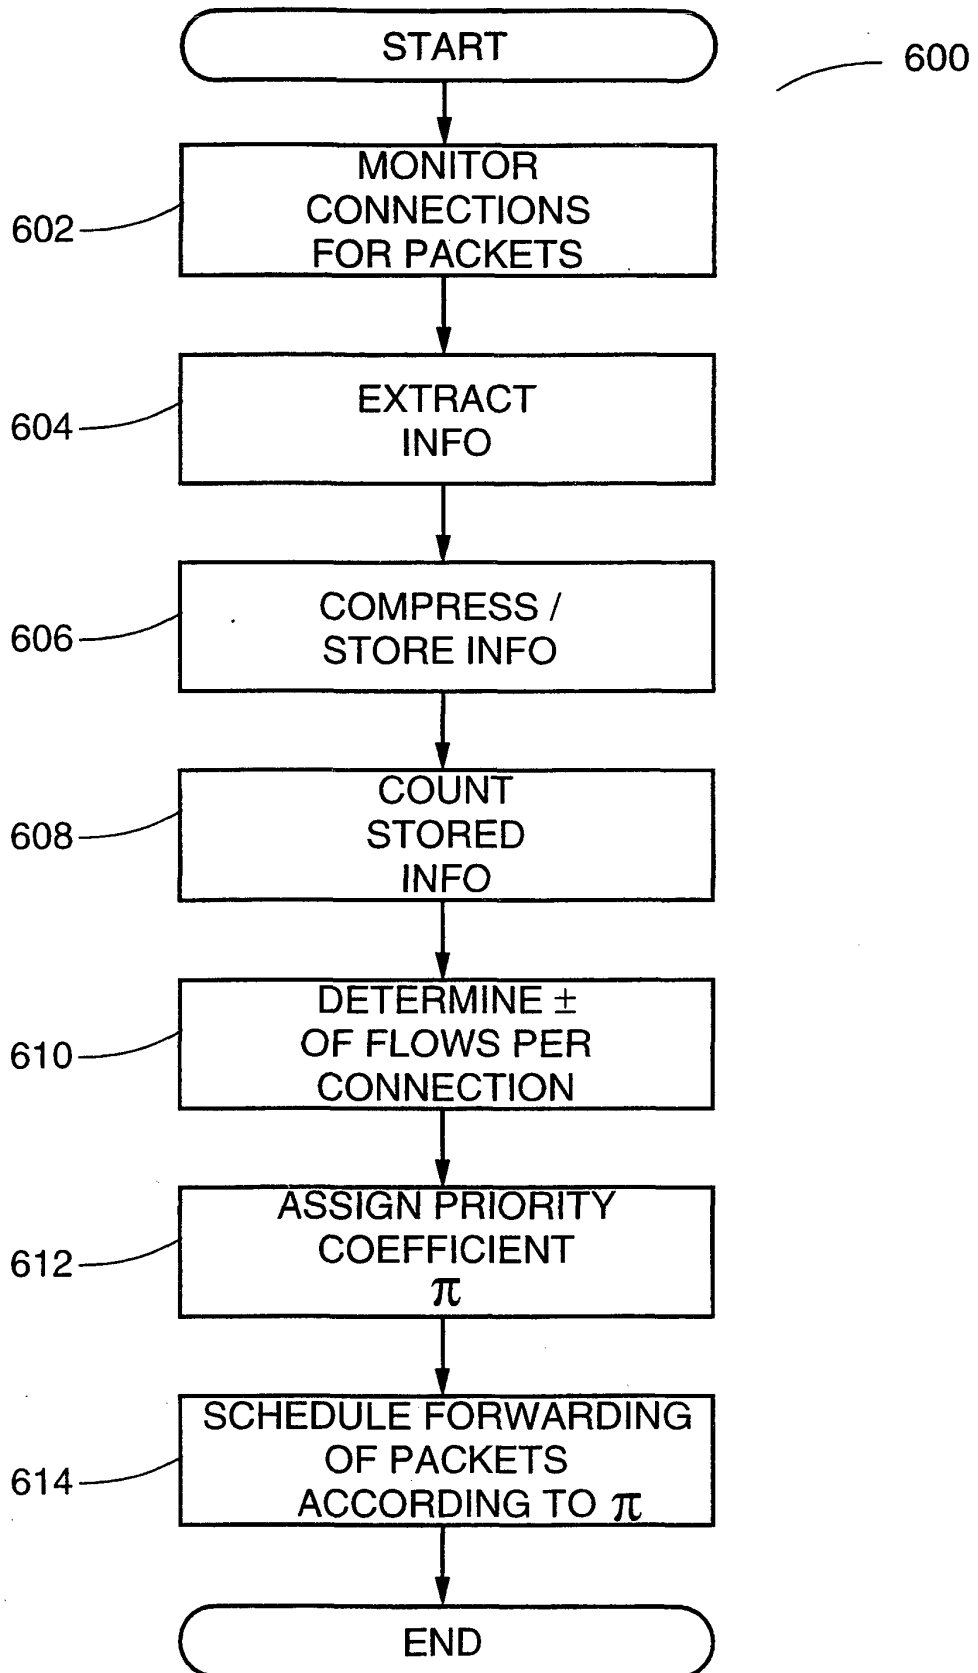 START
600
MONITOR
CONNECTIONS
FOR PACKETS
602
EXTRACT
INFO
604
COMPRESS /
STORE INFO
606
COUNT
STORED
INFO
608
DETERMINE ±
OF FLOWS PER
CONNECTION
610
ASSIGN PRIORITY
COEFFICIENT
π
612
SCHEDULE FORWARDING
OF PACKETS
ACCORDING TO π
614
END